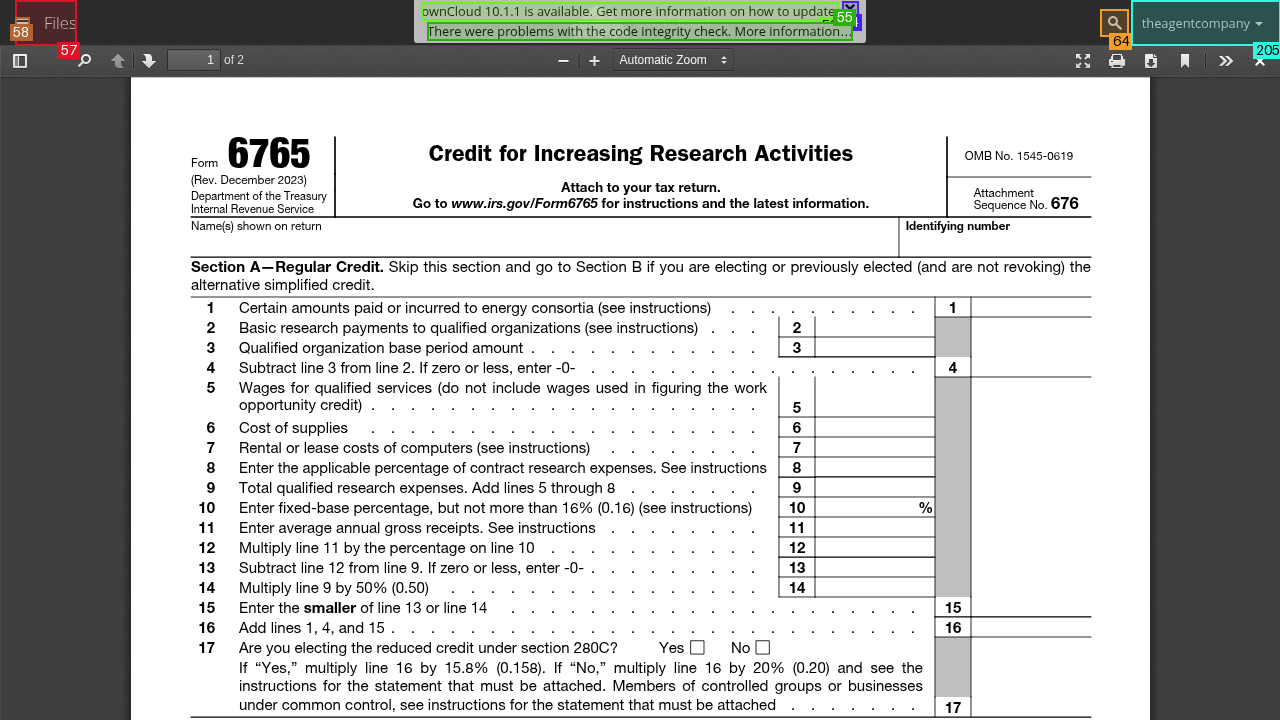 Files
ownCloud 10.1.1 is available. Get more information on how to update
There were problems with the code integrity check. More information…
55
58
57
64
theagentcompany
205
1 of 2
Automatic Zoom
Form 6765
(Rev. December 2023)
Department of the Treasury
Internal Revenue Service
Credit for Increasing Research Activities
Attach to your tax return.
Go to www.irs.gov/Form6765 for instructions and the latest information.
OMB No. 1545-0619
Attachment
Sequence No. 676
Name(s) shown on return
Identifying number
Section A—Regular Credit. Skip this section and go to Section B if you are electing or previously elected (and are not revoking) the
alternative simplified credit.
1 Certain amounts paid or incurred to energy consortia (see instructions) . . . . . . . . . . 1
2 Basic research payments to qualified organizations (see instructions) . . . 2
3 Qualified organization base period amount . . . . . . . . . . . . 3
4 Subtract line 3 from line 2. If zero or less, enter -0- . . . . . . . . . . . . . . . . . 4
5 Wages for qualified services (do not include wages used in figuring the work
opportunity credit) . . . . . . . . . . . . . . . . . . . . 5
6 Cost of supplies . . . . . . . . . . . . . . . . . . . . 6
7 Rental or lease costs of computers (see instructions) . . . . . . . . 7
8 Enter the applicable percentage of contract research expenses. See instructions 8
9 Total qualified research expenses. Add lines 5 through 8 . . . . . . . 9
10 Enter fixed-base percentage, but not more than 16% (0.16) (see instructions) 10 %
11 Enter average annual gross receipts. See instructions . . . . . . . . 11
12 Multiply line 11 by the percentage on line 10 . . . . . . . . . . . 12
13 Subtract line 12 from line 9. If zero or less, enter -0- . . . . . . . . . 13
14 Multiply line 9 by 50% (0.50) . . . . . . . . . . . . . . . . 14
15 Enter the smaller of line 13 or line 14 . . . . . . . . . . . . . . . . . . . . . 15
16 Add lines 1, 4, and 15 . . . . . . . . . . . . . . . . . . . . . . . . . . . 16
17 Are you electing the reduced credit under section 280C? Yes No
If “Yes,” multiply line 16 by 15.8% (0.158). If “No,” multiply line 16 by 20% (0.20) and see the
instructions for the statement that must be attached. Members of controlled groups or businesses
under common control, see instructions for the statement that must be attached . . . . . . . 17